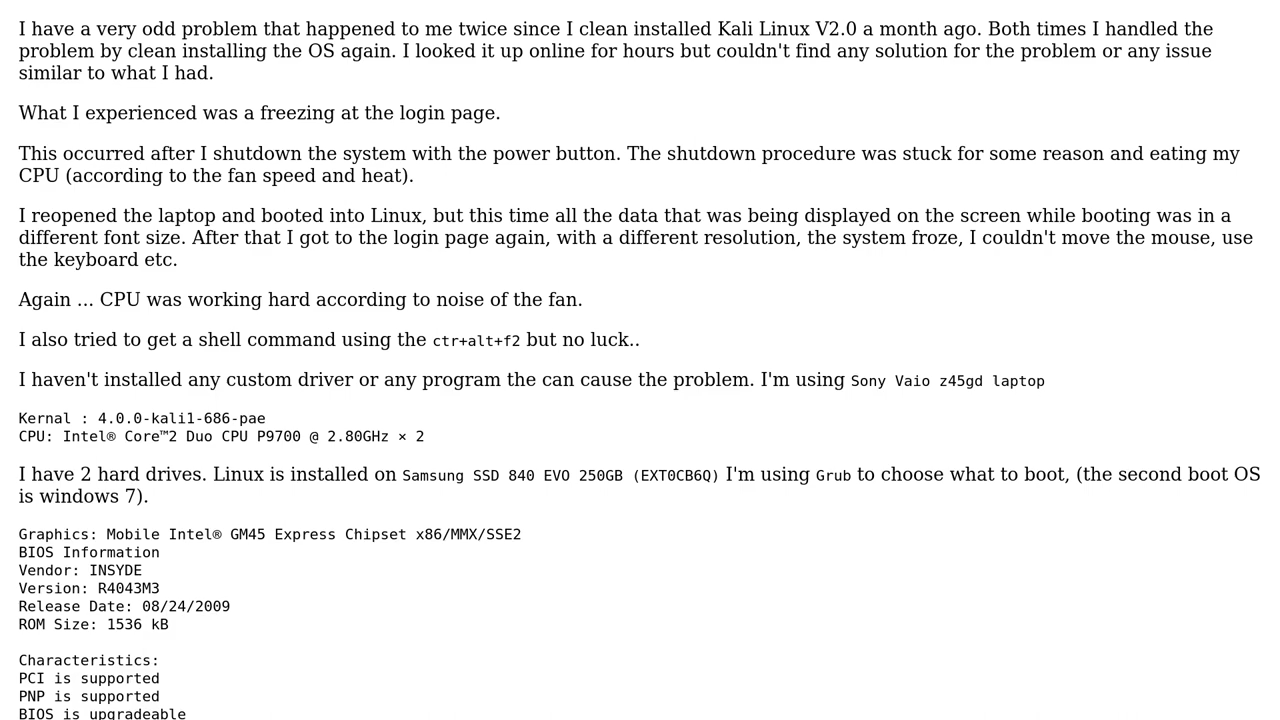 I have a very odd problem that happened to me twice since I clean installed Kali Linux V2.0 a month ago. Both times I handled the
problem by clean installing the OS again. I looked it up online for hours but couldn't find any solution for the problem or any issue
similar to what I had.
What I experienced was a freezing at the login page.
This occurred after I shutdown the system with the power button. The shutdown procedure was stuck for some reason and eating my
CPU (according to the fan speed and heat).
I reopened the laptop and booted into Linux, but this time all the data that was being displayed on the screen while booting was in a
different font size. After that I got to the login page again, with a different resolution, the system froze, I couldn't move the mouse, use
the keyboard etc.
Again ... CPU was working hard according to noise of the fan.
I also tried to get a shell command using the ctr+alt+f2 but no luck..
I haven't installed any custom driver or any program the can cause the problem. I'm using Sony Vaio z45gd laptop
Kernal : 4.0.0-kali1-686-pae
CPU: Intel® Core™2 Duo CPU P9700 @ 2.80GHz × 2
I have 2 hard drives. Linux is installed on Samsung SSD 840 EVO 250GB (EXT0CB6Q) I'm using Grub to choose what to boot, (the second boot OS
is windows 7).
Graphics: Mobile Intel® GM45 Express Chipset x86/MMX/SSE2
BIOS Information
Vendor: INSYDE
Version: R4043M3
Release Date: 08/24/2009
ROM Size: 1536 kB
Characteristics:
PCI is supported
PNP is supported
BIOS is upgradeable